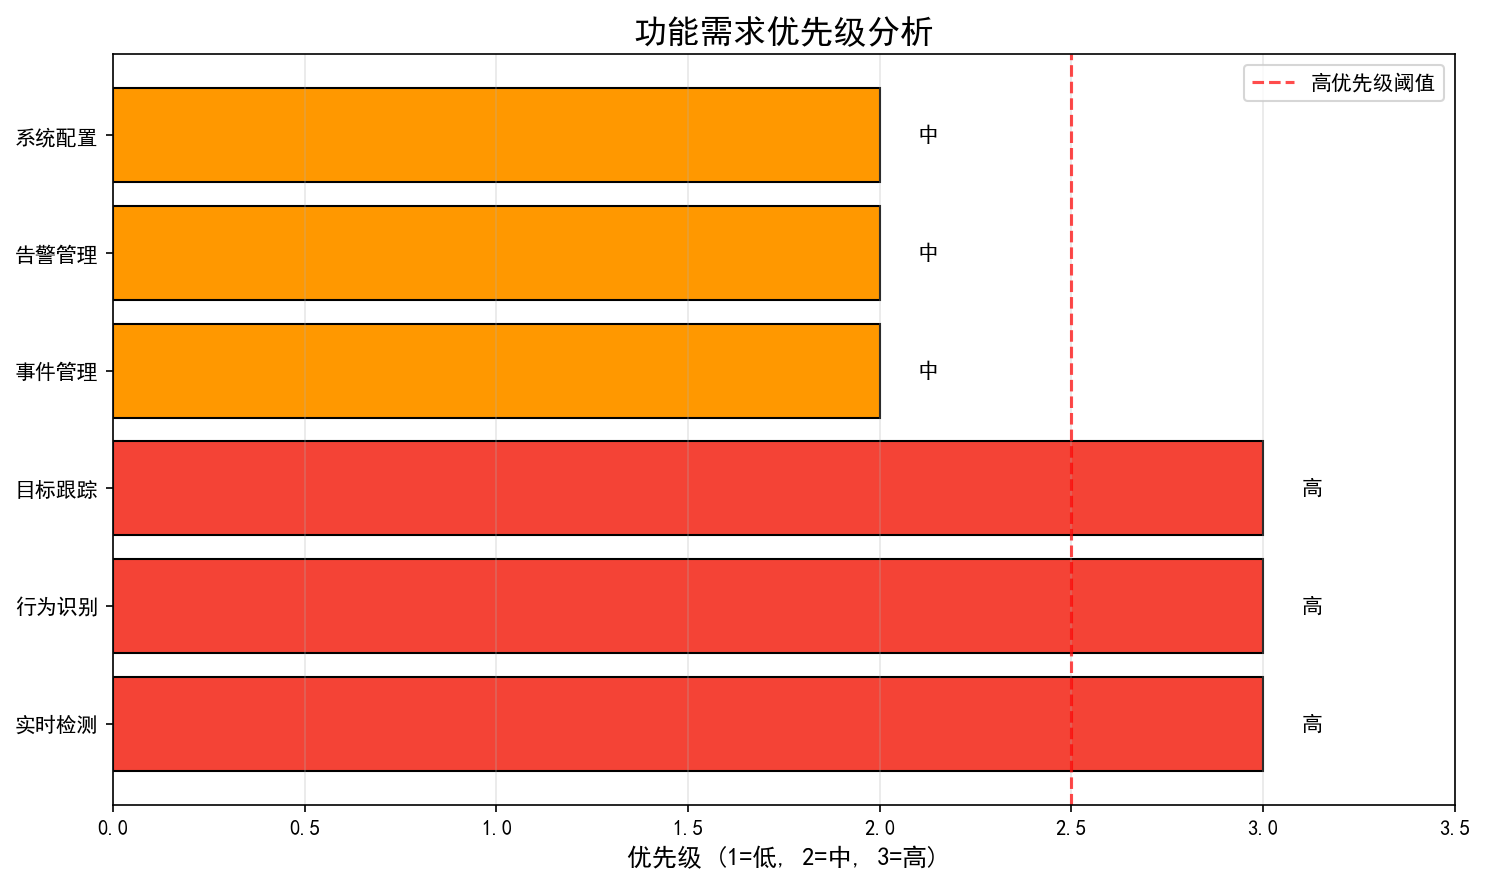 功能需求优先级分析
高优先级阈值
系统配置 中
告警管理 中
事件管理 中
目标跟踪 高
行为识别 高
实时检测 高
0.0 0.5 1.0 1.5 2.0 2.5 3.0 3.5
优先级 (1=低, 2=中, 3=高)